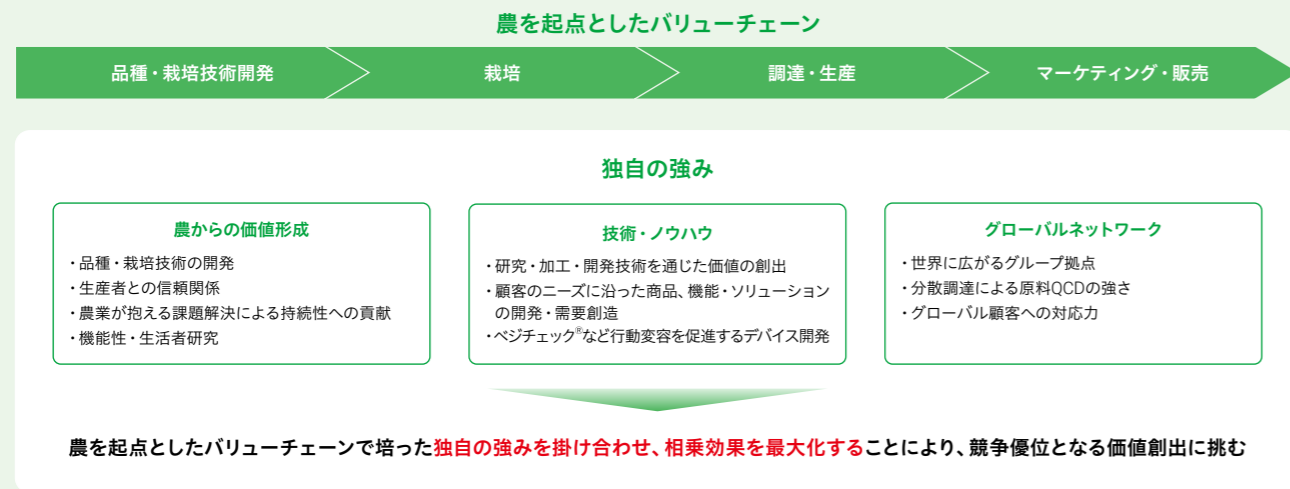 農を起点としたバリューチェーン
品種・栽培技術開発
栽培
調達・生産
マーケティング・販売
独自の強み
農からの価値形成
・品種・栽培技術の開発
・生産者との信頼関係
・農業が抱える課題解決による持続性への貢献
・機能性・生活者研究
技術・ノウハウ
・研究・加工・開発技術を通じた価値の創出
・顧客のニーズに沿った商品、機能・ソリューション
の開発・需要創造
・ベジチェック®など行動変容を促進するデバイス開発
グローバルネットワーク
・世界に広がるグループ拠点
・分散調達による原料QCDの強さ
・グローバル顧客への対応力
農を起点としたバリューチェーンで培った独自の強みを掛け合わせ、相乗効果を最大化することにより、競争優位となる価値創出に挑む